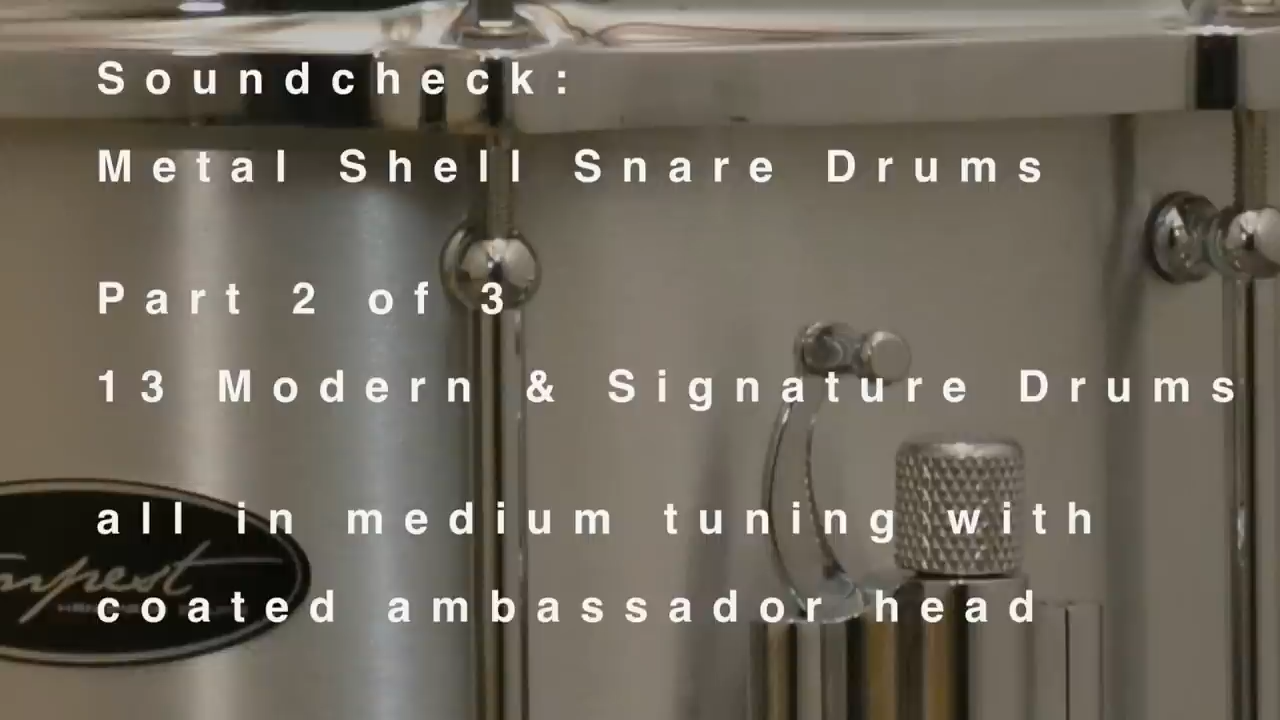 Soundcheck:
Metal Shell Snare Drums
Part 2 of 3
13 Modern & Signature Drums
all in medium tuning with
coated ambassador head